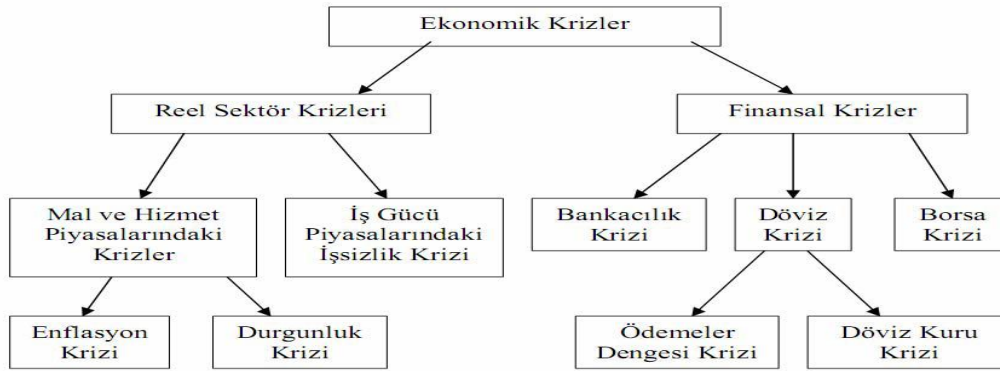 Ekonomik Krizler
Reel Sektör Krizleri
Finansal Krizler
Mal ve Hizmet
Piyasalarındaki
Krizler
İş Gücü
Piyasalarındaki
İşsizlik Krizi
Bankacılık
Krizi
Döviz
Krizi
Borsa
Krizi
Enflasyon
Krizi
Durgunluk
Krizi
Ödemeler
Dengesi Krizi
Döviz Kuru
Krizi